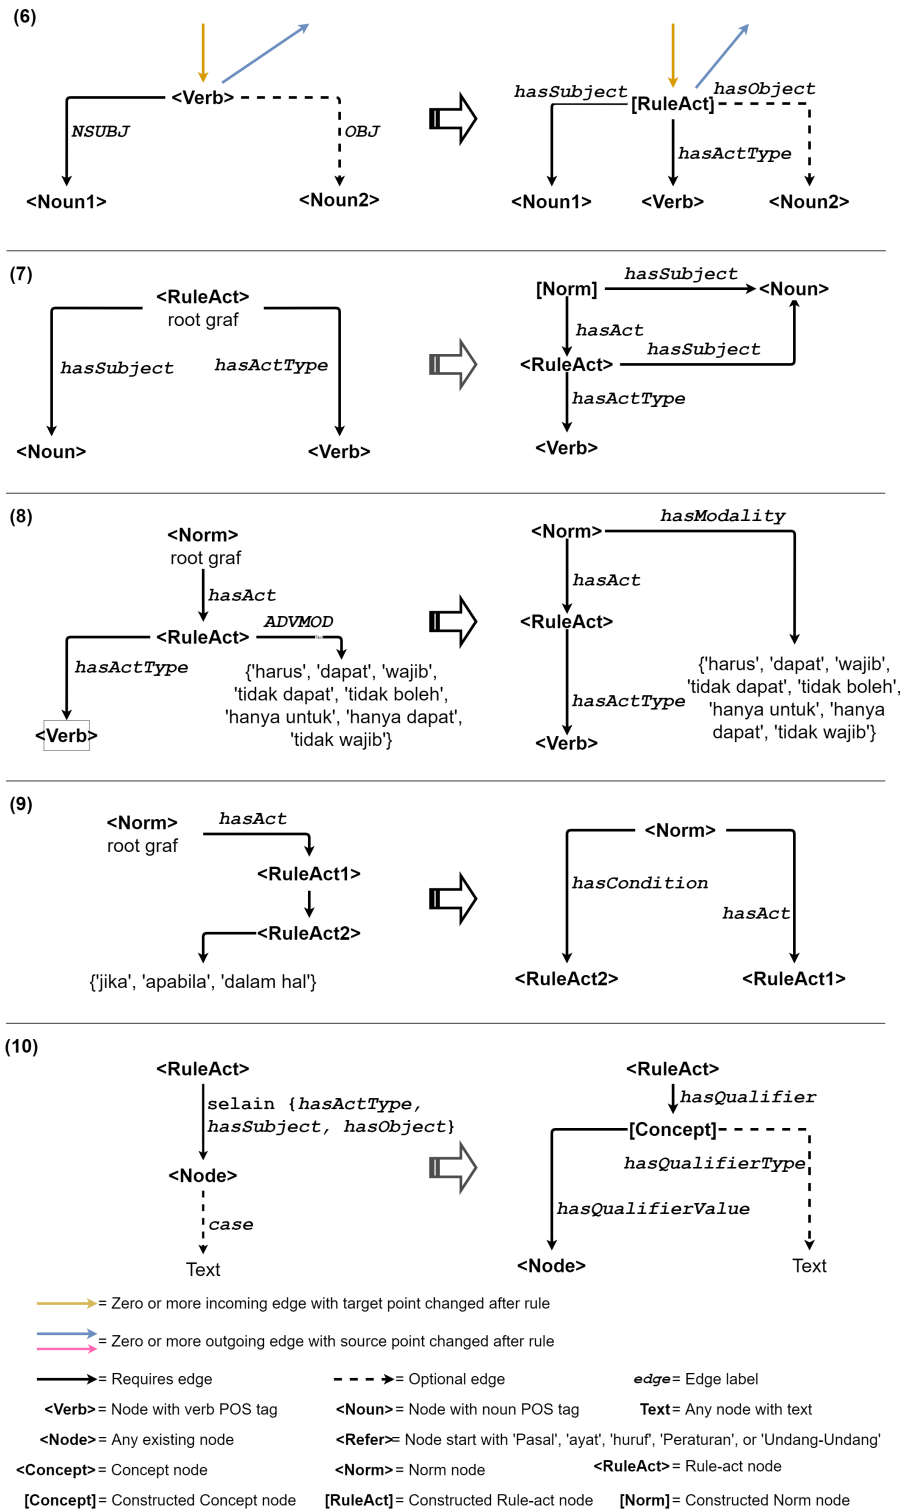 (6)
<Verb>
NSUBJ
OBJ
<Noun1>
<Noun2>
hasSubject
[RuleAct]
hasObject
hasActType
<Noun1>
<Verb>
<Noun2>
(7)
<RuleAct>
root graf
hasSubject
hasActType
<Noun>
<Verb>
[Norm]
hasSubject
<Noun>
hasAct
<RuleAct>
hasSubject
hasActType
<Verb>
(8)
<Norm>
root graf
hasAct
<RuleAct>
ADVMOD
hasActType
<Verb>
{'harus', 'dapat', 'wajib',
'tidak dapat', 'tidak boleh',
'hanya untuk', 'hanya dapat',
'tidak wajib'}
<Norm>
hasModality
hasAct
<RuleAct>
hasActType
<Verb>
{'harus', 'dapat', 'wajib',
'tidak dapat', 'tidak boleh',
'hanya untuk', 'hanya
dapat', 'tidak wajib'}
(9)
<Norm>
root graf
hasAct
<RuleAct1>
<RuleAct2>
{'jika', 'apabila', 'dalam hal'}
<Norm>
hasCondition
hasAct
<RuleAct2>
<RuleAct1>
(10)
<RuleAct>
selain {hasActType,
hasSubject, hasObject}
<Node>
case
Text
<RuleAct>
hasQualifier
[Concept]
hasQualifierType
hasQualifierValue
<Node>
Text
= Zero or more incoming edge with target point changed after rule
= Zero or more outgoing edge with source point changed after rule
= Requires edge
= Optional edge
edge = Edge label
<Verb> = Node with verb POS tag
<Noun> = Node with noun POS tag
Text = Any node with text
<Node> = Any existing node
<Refer> = Node start with 'Pasal', 'ayat', 'huruf', 'Peraturan', or 'Undang-Undang'
<Concept> = Concept node
<Norm> = Norm node
<RuleAct> = Rule-act node
[Concept] = Constructed Concept node
[RuleAct] = Constructed Rule-act node
[Norm] = Constructed Norm node